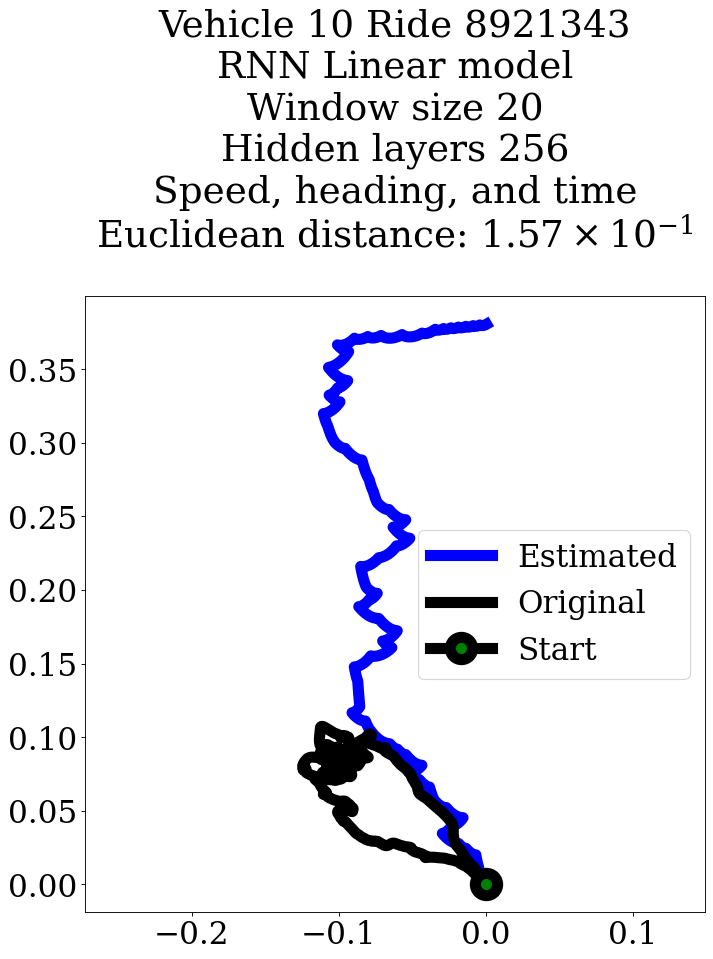 Vehicle 10 Ride 8921343
RNN Linear model
Window size 20
Hidden layers 256
Speed, heading, and time
Euclidean distance: 1.57 × 10⁻¹
0.35
0.30
0.25
0.20
0.15
0.10
0.05
0.00
Estimated
Original
Start
−0.2 −0.1 0.0 0.1